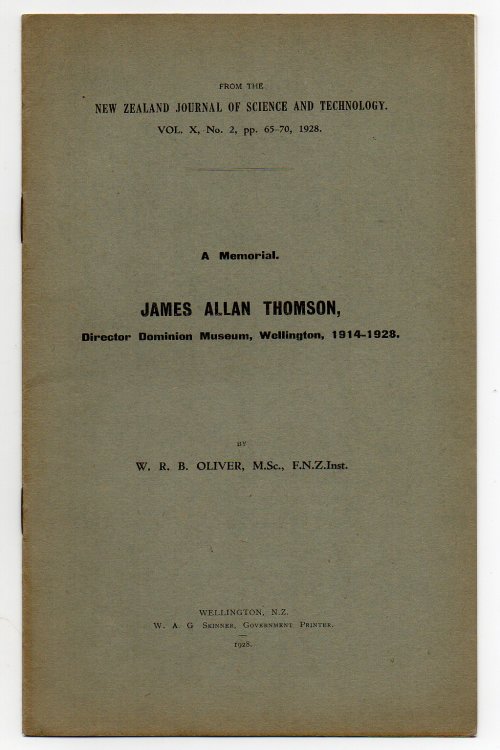 FROM THE
NEW ZEALAND JOURNAL OF SCIENCE AND TECHNOLOGY.
VOL. X, No. 2, pp. 65–70, 1928.
A Memorial.
JAMES ALLAN THOMSON,
Director Dominion Museum, Wellington, 1914–1928.
BY
W. R. B. OLIVER, M.Sc., F.N.Z.Inst.
WELLINGTON, N.Z.
W. A. G SKINNER, GOVERNMENT PRINTER.
1928.